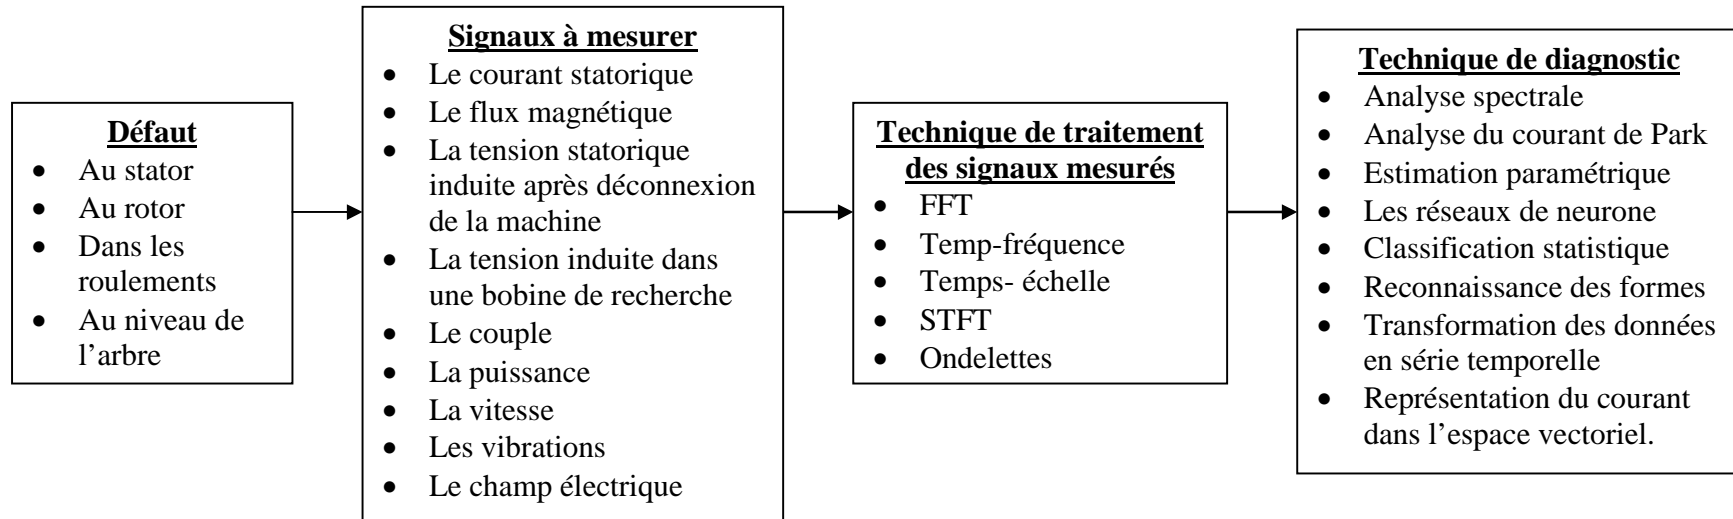 Défaut
• Au stator
• Au rotor
• Dans les
roulements
• Au niveau de
l’arbre
Signaux à mesurer
• Le courant statorique
• Le flux magnétique
• La tension statorique
induite après déconnexion
de la machine
• La tension induite dans
une bobine de recherche
• Le couple
• La puissance
• La vitesse
• Les vibrations
• Le champ électrique
Technique de traitement
des signaux mesurés
• FFT
• Temp-fréquence
• Temps- échelle
• STFT
• Ondelettes
Technique de diagnostic
• Analyse spectrale
• Analyse du courant de Park
• Estimation paramétrique
• Les réseaux de neurone
• Classification statistique
• Reconnaissance des formes
• Transformation des données
en série temporelle
• Représentation du courant
dans l’espace vectoriel.